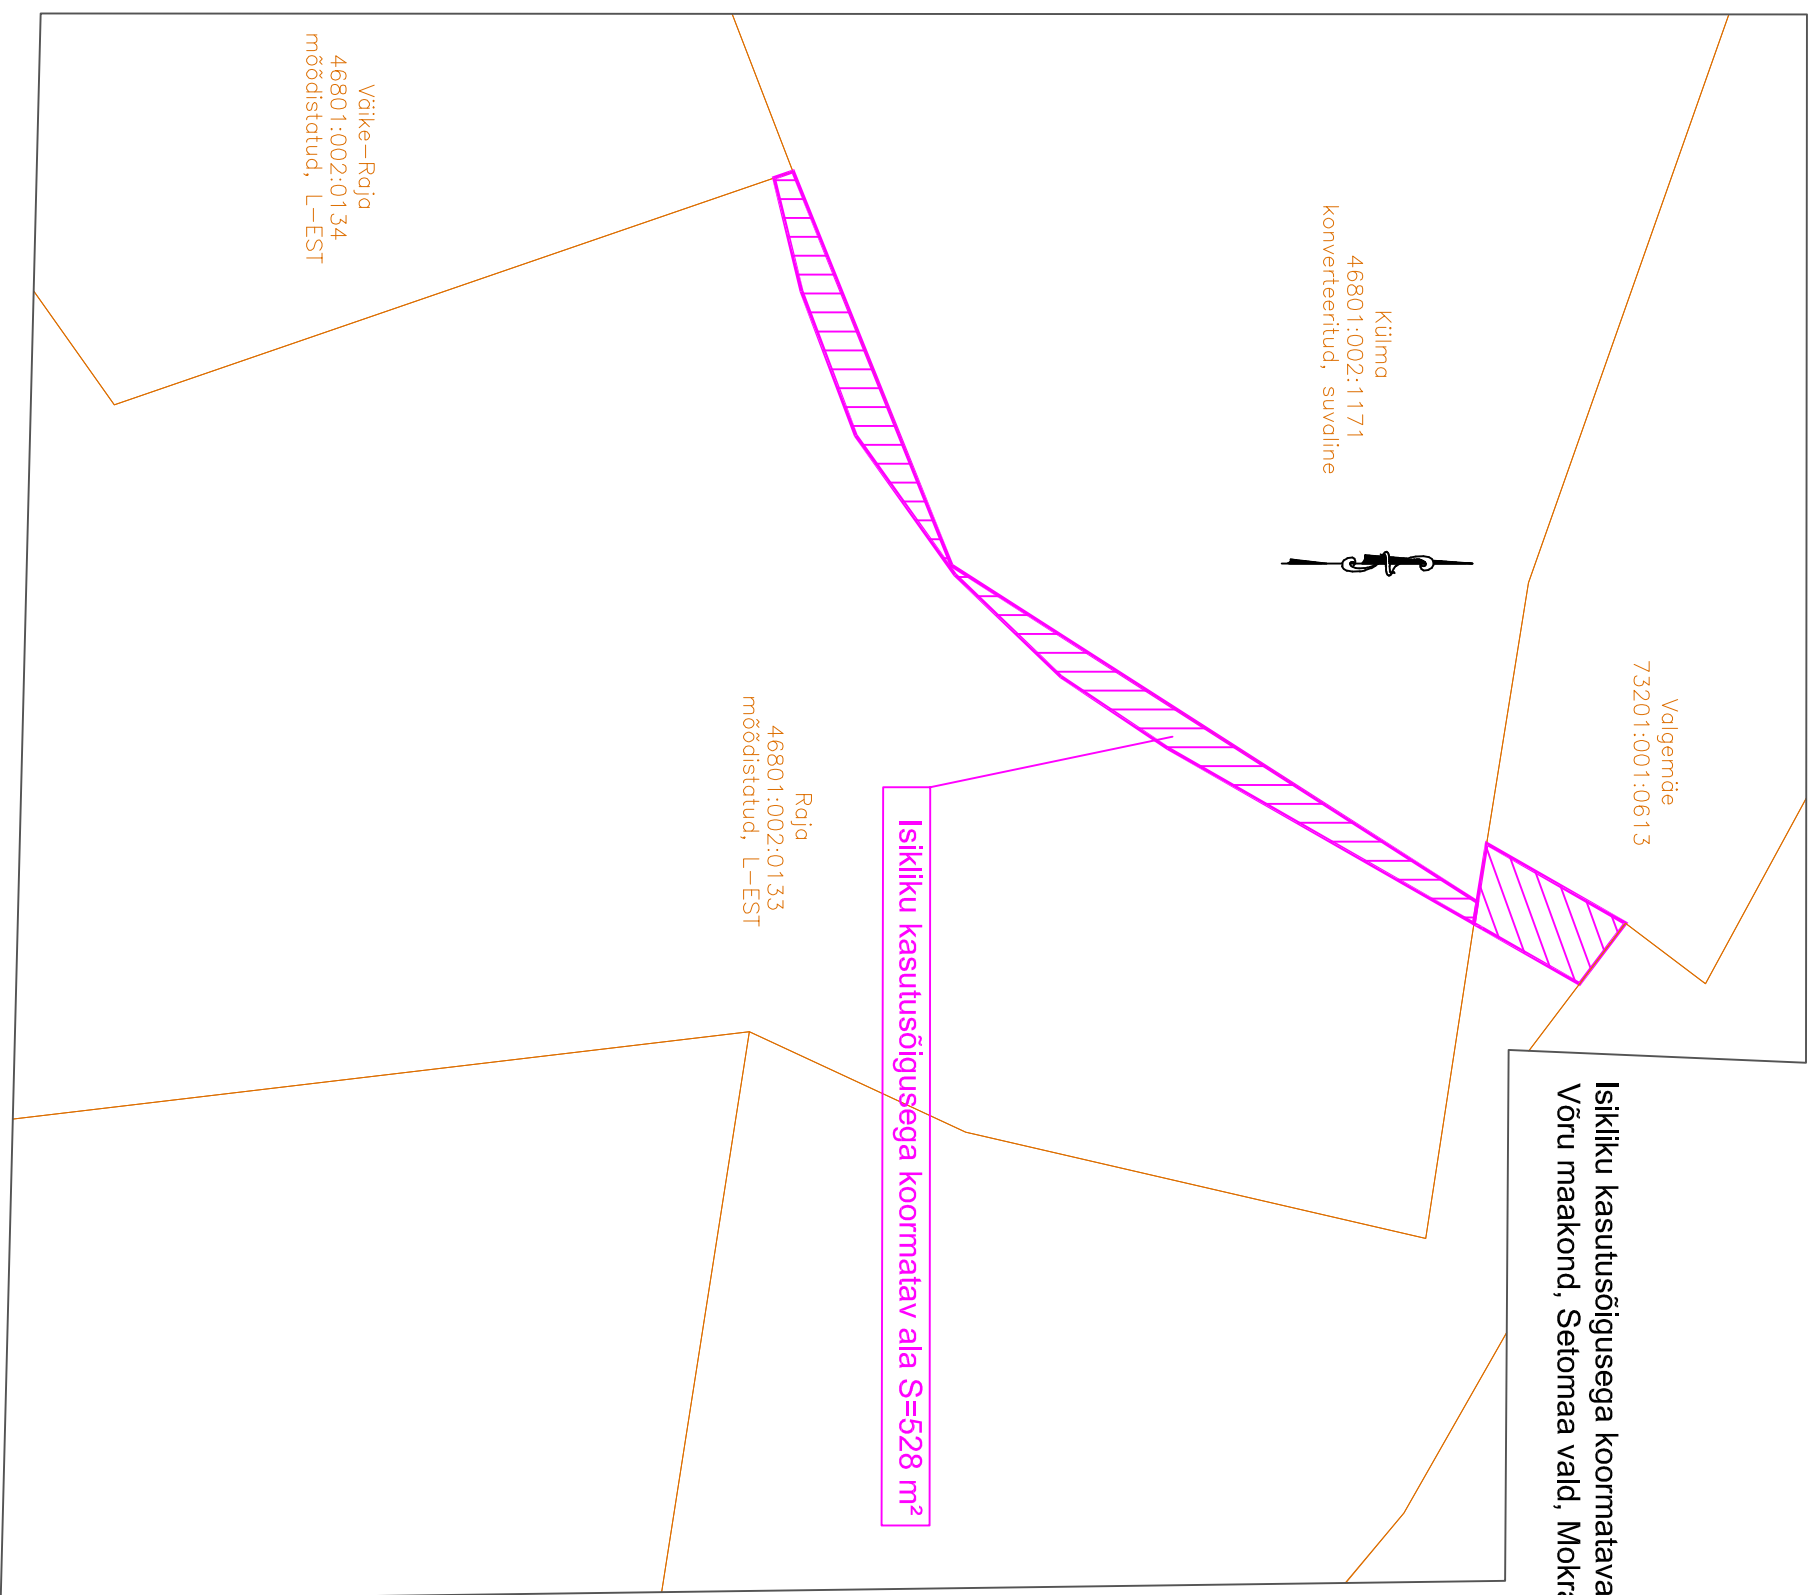 Isikliku kasutusõigusega koormatava
Võru maakond, Setomaa vald, Mokra
Valgemäe
73201:001:0613
Külma
46801:002:1171
konverteeritud, suvaline
Isikliku kasutusõigusega koormatav ala S=528 m²
Raja
46801:002:0133
mõõdistatud, L-EST
Väike-Raja
46801:002:0134
mõõdistatud, L-EST